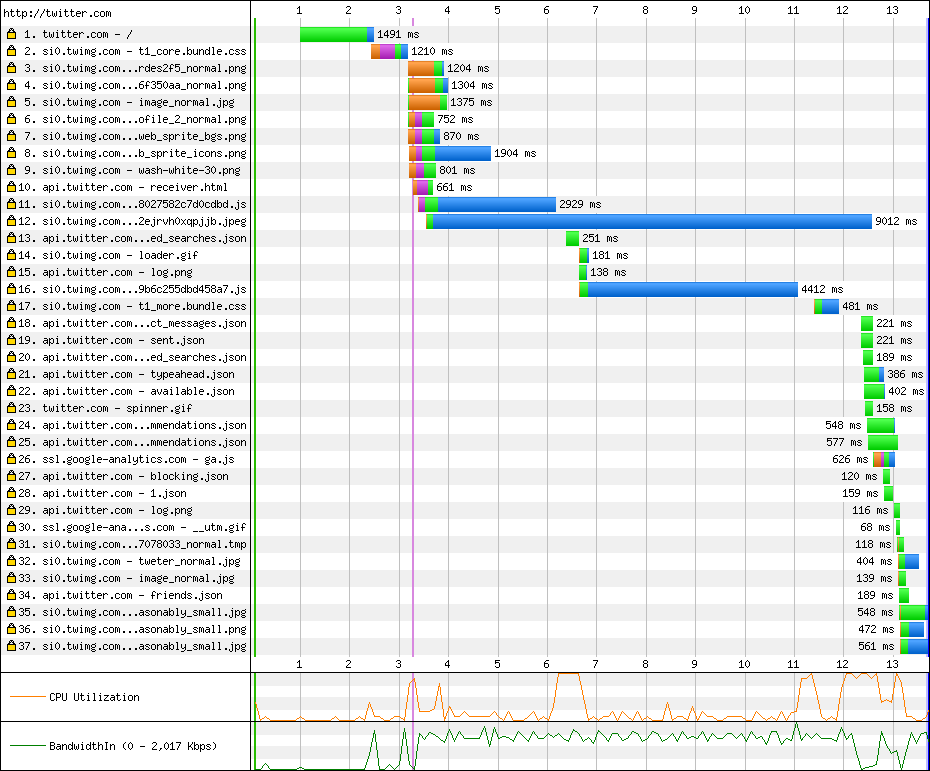 http://twitter.com
1 2 3 4 5 6 7 8 9 10 11 12 13
1. twitter.com - / 1491 ms
2. si0.twimg.com - t1_core.bundle.css 1210 ms
3. si0.twimg.com...rdes2f5_normal.png 1204 ms
4. si0.twimg.com...6f350aa_normal.png 1304 ms
5. si0.twimg.com - image_normal.jpg 1375 ms
6. si0.twimg.com...ofile_2_normal.png 752 ms
7. si0.twimg.com...web_sprite_bgs.png 870 ms
8. si0.twimg.com...b_sprite_icons.png 1904 ms
9. si0.twimg.com - wash-white-30.png 801 ms
10. api.twitter.com - receiver.html 661 ms
11. si0.twimg.com...8027582c7d0cdbd.js 2929 ms
12. si0.twimg.com...2ejrvh0xqpjjb.jpeg 9012 ms
13. api.twitter.com...ed_searches.json 251 ms
14. si0.twimg.com - loader.gif 181 ms
15. api.twitter.com - log.png 138 ms
16. si0.twimg.com...9b6c255dbd458a7.js 4412 ms
17. si0.twimg.com - t1_more.bundle.css 481 ms
18. api.twitter.com...ct_messages.json 221 ms
19. api.twitter.com - sent.json 221 ms
20. api.twitter.com...ed_searches.json 189 ms
21. api.twitter.com - typeahead.json 386 ms
22. api.twitter.com - available.json 402 ms
23. twitter.com - spinner.gif 158 ms
24. api.twitter.com...mmendations.json 548 ms
25. api.twitter.com...mmendations.json 577 ms
26. ssl.google-analytics.com - ga.js 626 ms
27. api.twitter.com - blocking.json 120 ms
28. api.twitter.com - 1.json 159 ms
29. api.twitter.com - log.png 116 ms
30. ssl.google-ana...s.com - __utm.gif 68 ms
31. si0.twimg.com...7078033_normal.tmp 118 ms
32. si0.twimg.com - tweter_normal.jpg 404 ms
33. si0.twimg.com - image_normal.jpg 139 ms
34. api.twitter.com - friends.json 189 ms
35. si0.twimg.com...asonably_small.jpg 548 ms
36. si0.twimg.com...asonably_small.png 472 ms
37. si0.twimg.com...asonably_small.jpg 561 ms
1 2 3 4 5 6 7 8 9 10 11 12 13
CPU Utilization
BandwidthIn (0 - 2,017 Kbps)